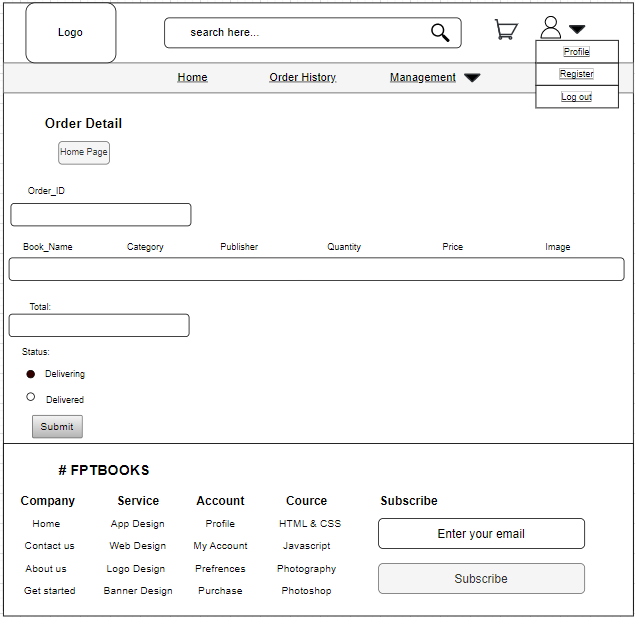 Logo
search here...
Profile
Home Order History Management
Register
Log out
Order Detail
Home Page
Order_ID
Book_Name Category Publisher Quantity Price Image
Total:
Status:
Delivering
Delivered
Submit
# FPTBOOKS
Company Service Account Cource Subscribe
Home App Design Profile HTML & CSS
Enter your email
Contact us Web Design My Account Javascript
About us Logo Design Prefrences Photography
Subscribe
Get started Banner Design Purchase Photoshop